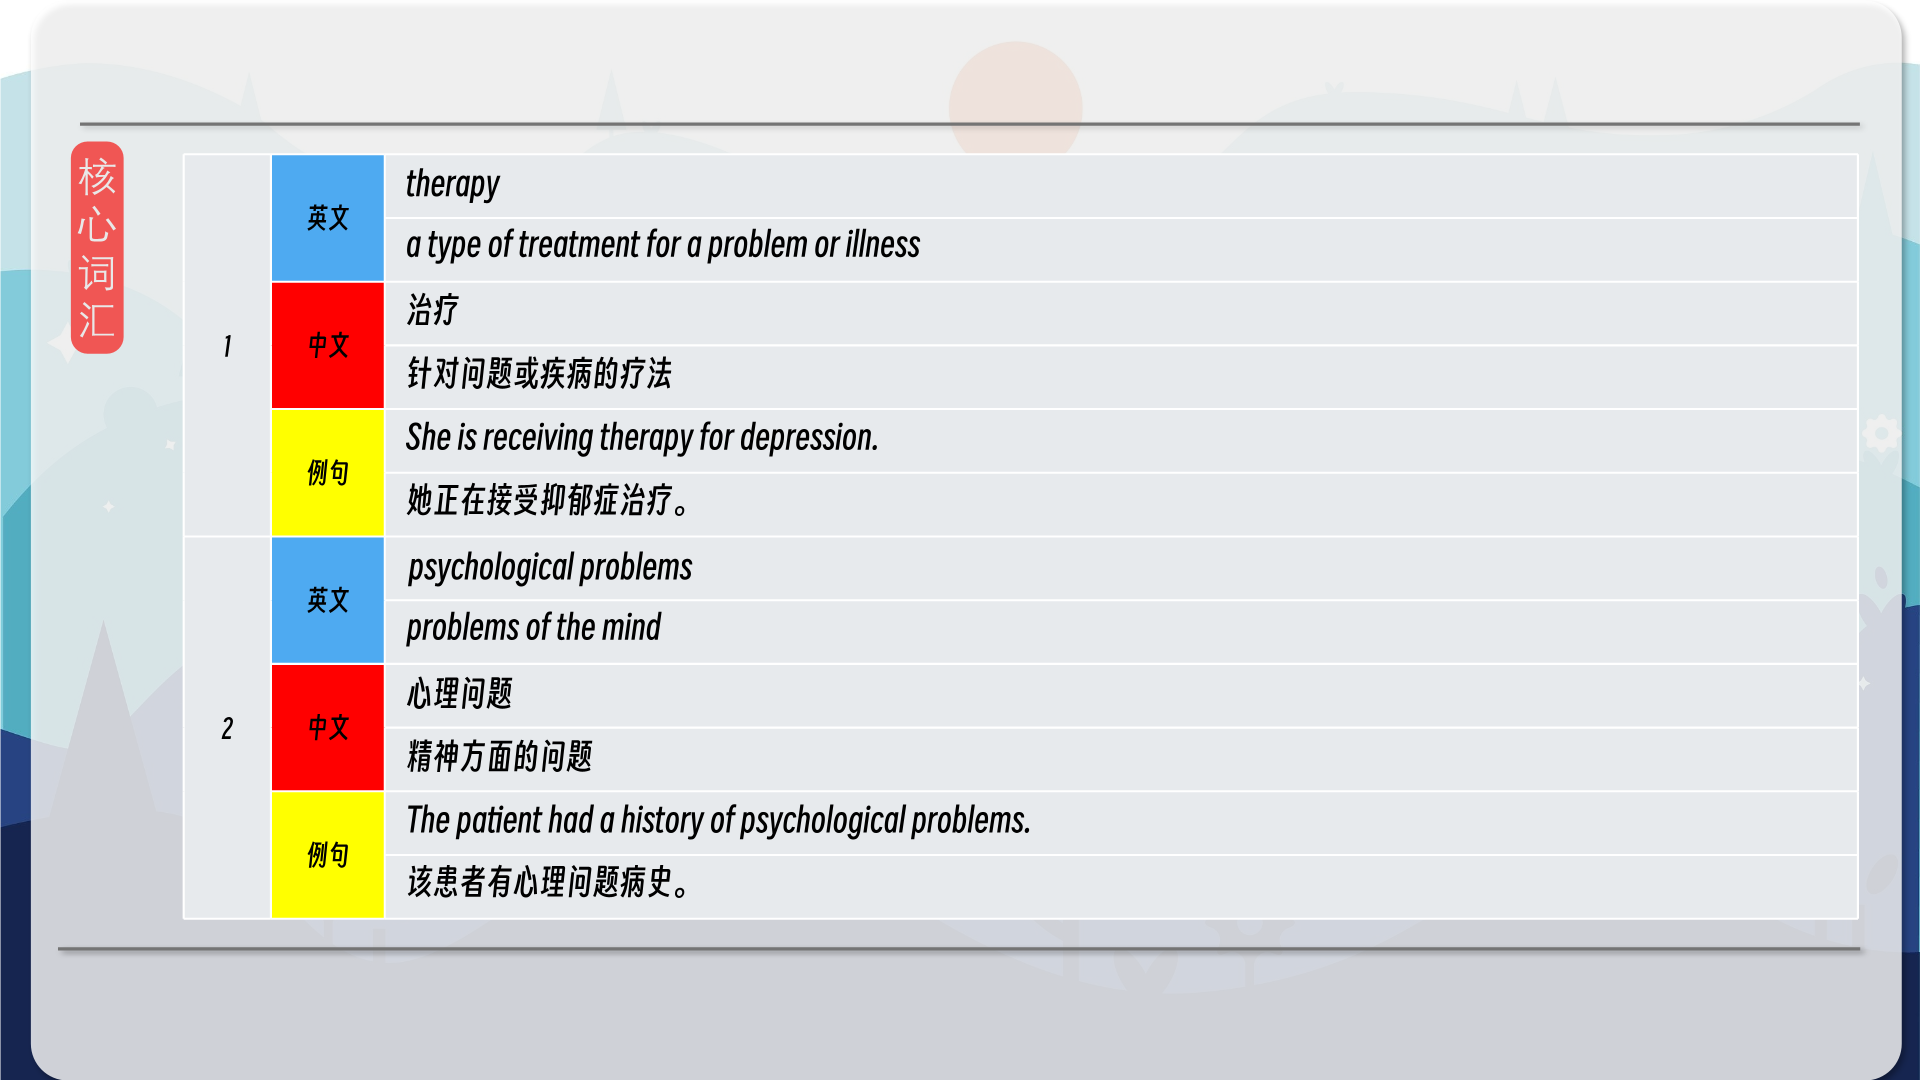 核心词汇
1
英文
therapy
a type of treatment for a problem or illness
中文
治疗
针对问题或疾病的疗法
例句
She is receiving therapy for depression.
她正在接受抑郁症治疗。
2
英文
psychological problems
problems of the mind
中文
心理问题
精神方面的问题
例句
The patient had a history of psychological problems.
该患者有心理问题病史。